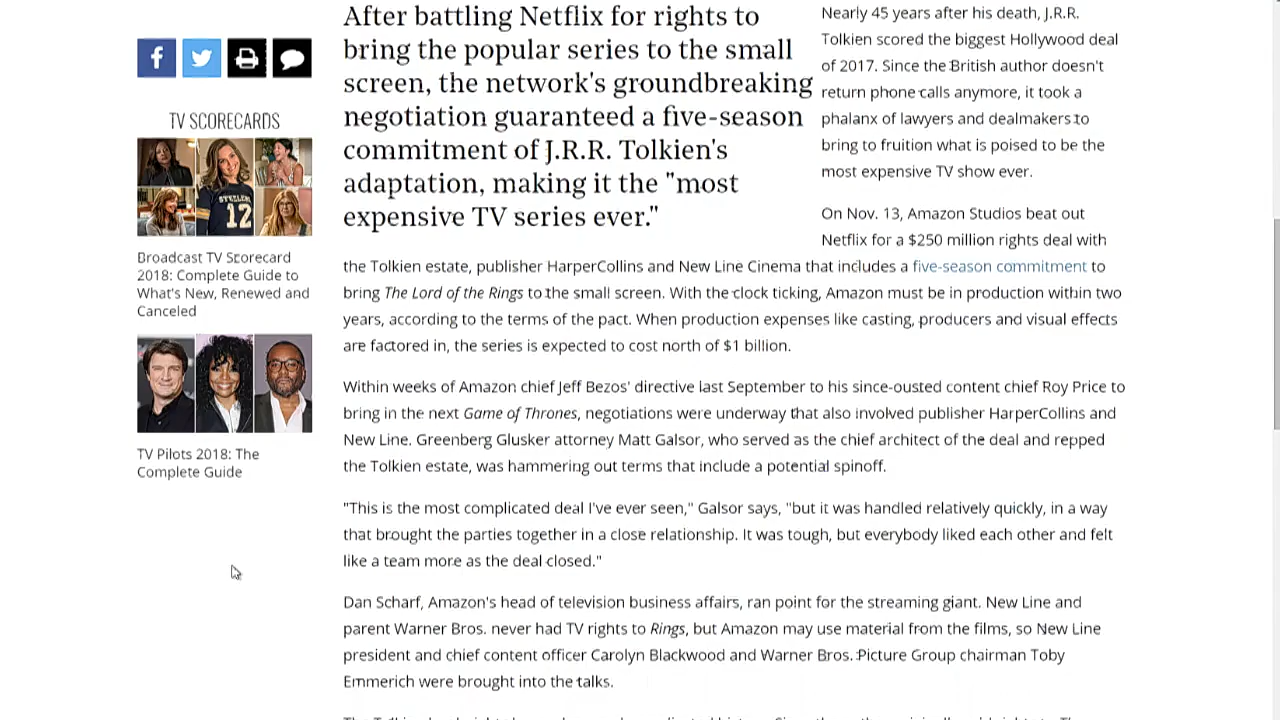 After battling Netflix for rights to
bring the popular series to the small
screen, the network's groundbreaking
negotiation guaranteed a five-season
commitment of J.R.R. Tolkien's
adaptation, making it the "most
expensive TV series ever."
Nearly 45 years after his death, J.R.R.
Tolkien scored the biggest Hollywood deal
of 2017. Since the British author doesn't
return phone calls anymore, it took a
phalanx of lawyers and dealmakers to
bring to fruition what is poised to be the
most expensive TV show ever.
On Nov. 13, Amazon Studios beat out
Netflix for a $250 million rights deal with
the Tolkien estate, publisher HarperCollins and New Line Cinema that includes a five-season commitment to
bring The Lord of the Rings to the small screen. With the clock ticking, Amazon must be in production within two
years, according to the terms of the pact. When production expenses like casting, producers and visual effects
are factored in, the series is expected to cost north of $1 billion.
Within weeks of Amazon chief Jeff Bezos' directive last September to his since-ousted content chief Roy Price to
bring in the next Game of Thrones, negotiations were underway that also involved publisher HarperCollins and
New Line. Greenberg Glusker attorney Matt Galsor, who served as the chief architect of the deal and repped
the Tolkien estate, was hammering out terms that include a potential spinoff.
"This is the most complicated deal I've ever seen," Galsor says, "but it was handled relatively quickly, in a way
that brought the parties together in a close relationship. It was tough, but everybody liked each other and felt
like a team more as the deal closed."
Dan Scharf, Amazon's head of television business affairs, ran point for the streaming giant. New Line and
parent Warner Bros. never had TV rights to Rings, but Amazon may use material from the films, so New Line
president and chief content officer Carolyn Blackwood and Warner Bros. Picture Group chairman Toby
Emmerich were brought into the talks.
f
TV SCORECARDS
STEELERS
12
Broadcast TV Scorecard
2018: Complete Guide to
What's New, Renewed and
Canceled
TV Pilots 2018: The
Complete Guide